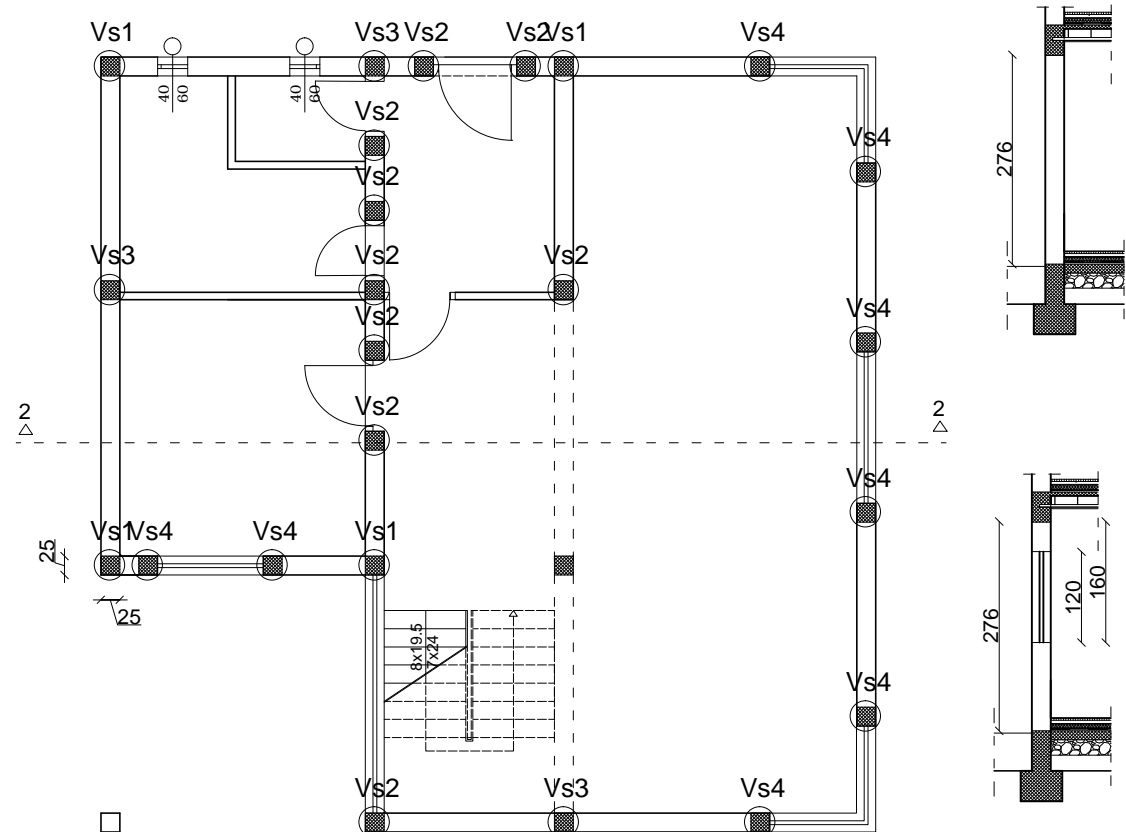 Vs1 Vs3 Vs2 Vs2 Vs1 Vs4
40 60 40 60
Vs2 Vs4
276
Vs2
Vs3 Vs2 Vs2
Vs2 Vs4
2 Vs2 2
Vs4
Vs1 Vs4 Vs4 Vs1
25
120 160
25
276
8x19.5
7x24
Vs4
Vs2 Vs3 Vs4